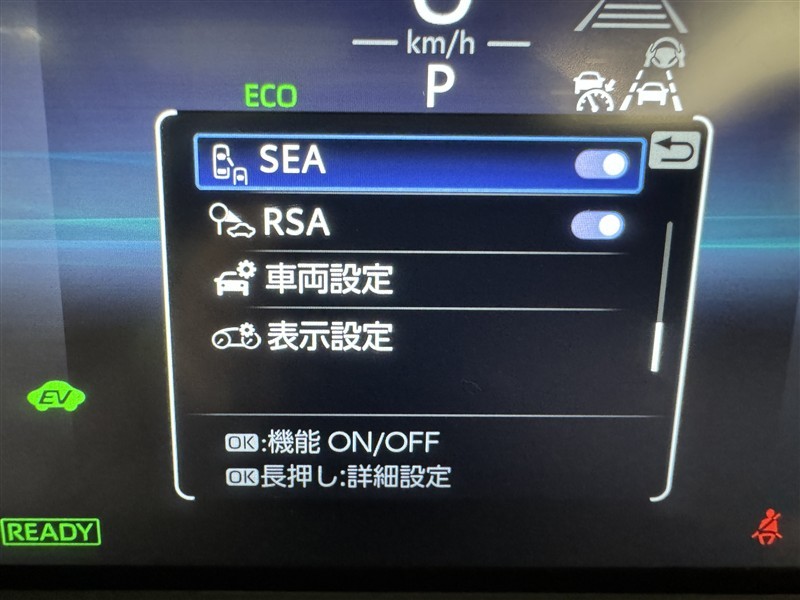 km/h
P
ECO
SEA
RSA
車両設定
表示設定
EV
OK:機能 ON/OFF
OK長押し:詳細設定
READY